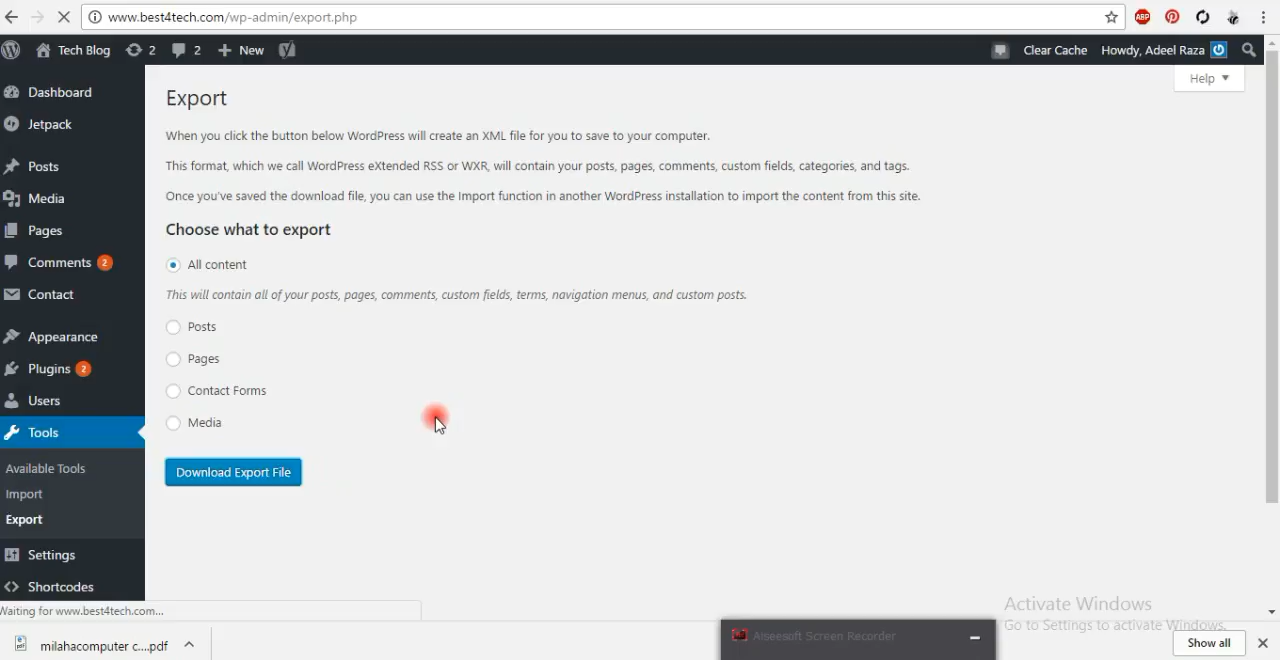 www.best4tech.com/wp-admin/export.php
ABP
Tech Blog 2 2 New Clear Cache Howdy, Adeel Raza
Help
Dashboard
Jetpack
Posts
Media
Pages
Comments 2
Contact
Appearance
Plugins 2
Users
Tools
Available Tools
Import
Export
Settings
Shortcodes
Export
When you click the button below WordPress will create an XML file for you to save to your computer.
This format, which we call WordPress eXtended RSS or WXR, will contain your posts, pages, comments, custom fields, categories, and tags.
Once you've saved the download file, you can use the Import function in another WordPress installation to import the content from this site.
Choose what to export
All content
This will contain all of your posts, pages, comments, custom fields, terms, navigation menus, and custom posts.
Posts
Pages
Contact Forms
Media
Download Export File
Waiting for www.best4tech.com...
Activate Windows
Go to Settings to activate Windows.
Aiseesoft Screen Recorder
milahacomputer c....pdf
Show all